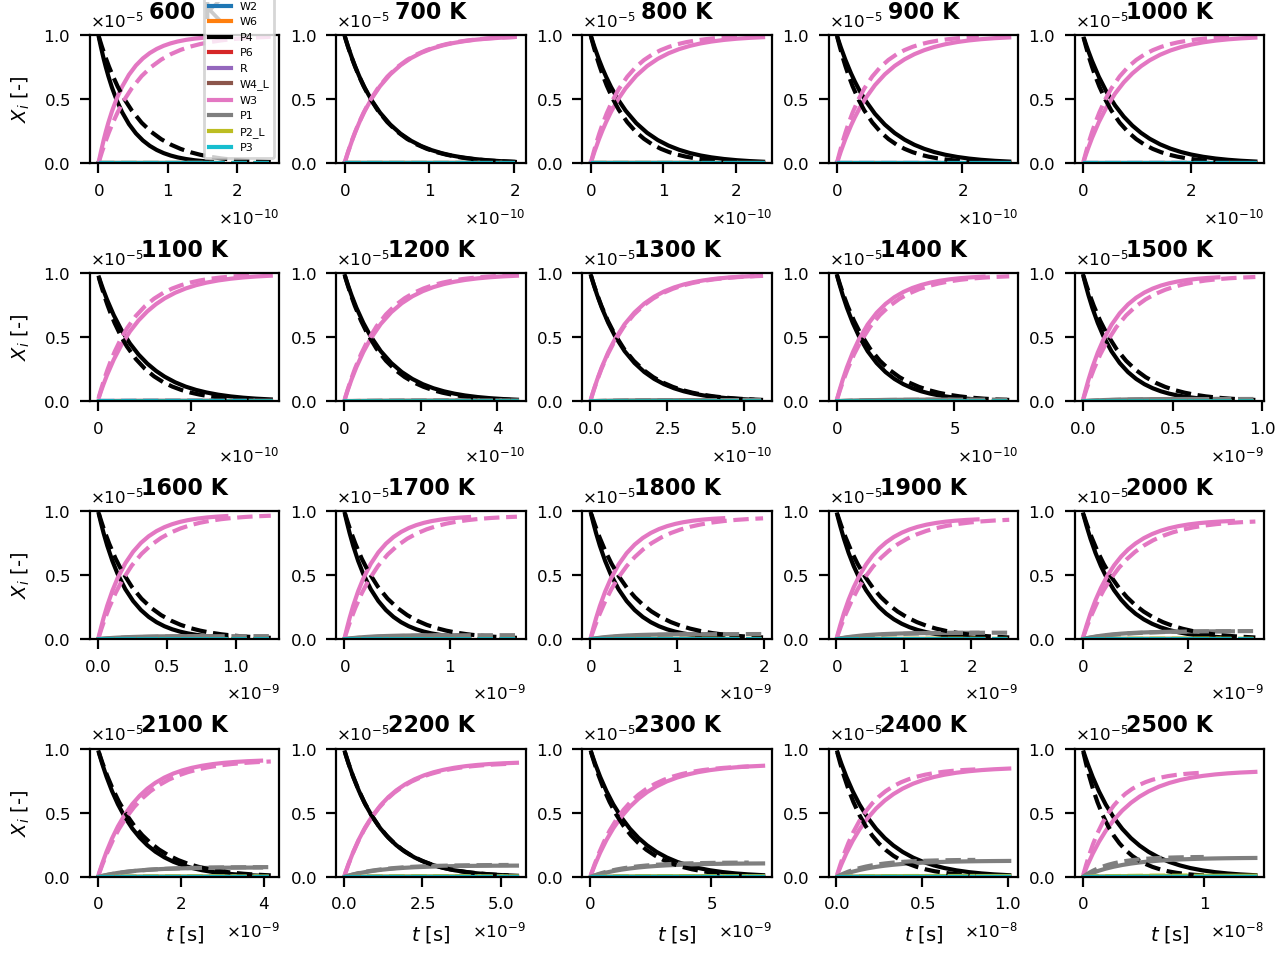 600 K 700 K 800 K 900 K 1000 K
×10⁻⁵ ×10⁻⁵ ×10⁻⁵ ×10⁻⁵
W2
W6
P4
P6
R
W4_L
W3
P1
P2_L
P3
X_i [-]
1.0 1.0 1.0 1.0 1.0
0.5 0.5 0.5 0.5 0.5
0.0 0.0 0.0 0.0 0.0
0 1 2 0 1 2 0 1 2 0 2 0 2
×10⁻¹⁰ ×10⁻¹⁰ ×10⁻¹⁰ ×10⁻¹⁰ ×10⁻¹⁰
1100 K 1200 K 1300 K 1400 K 1500 K
×10⁻⁵ ×10⁻⁵ ×10⁻⁵ ×10⁻⁵ ×10⁻⁵
X_i [-]
1.0 1.0 1.0 1.0 1.0
0.5 0.5 0.5 0.5 0.5
0.0 0.0 0.0 0.0 0.0
0 2 0 2 4 0.0 2.5 5.0 0 5 0.0 0.5 1.0
×10⁻¹⁰ ×10⁻¹⁰ ×10⁻¹⁰ ×10⁻¹⁰ ×10⁻⁹
1600 K 1700 K 1800 K 1900 K 2000 K
×10⁻⁵ ×10⁻⁵ ×10⁻⁵ ×10⁻⁵ ×10⁻⁵
X_i [-]
1.0 1.0 1.0 1.0 1.0
0.5 0.5 0.5 0.5 0.5
0.0 0.0 0.0 0.0 0.0
0.0 0.5 1.0 0 1 0 1 2 0 1 2 0 2
×10⁻⁹ ×10⁻⁹ ×10⁻⁹ ×10⁻⁹ ×10⁻⁹
2100 K 2200 K 2300 K 2400 K 2500 K
×10⁻⁵ ×10⁻⁵ ×10⁻⁵ ×10⁻⁵ ×10⁻⁵
X_i [-]
1.0 1.0 1.0 1.0 1.0
0.5 0.5 0.5 0.5 0.5
0.0 0.0 0.0 0.0 0.0
0 2 4 0.0 2.5 5.0 0 5 0.0 0.5 1.0 0 1
t [s] ×10⁻⁹ t [s] ×10⁻⁹ t [s] ×10⁻⁹ t [s] ×10⁻⁸ t [s] ×10⁻⁸